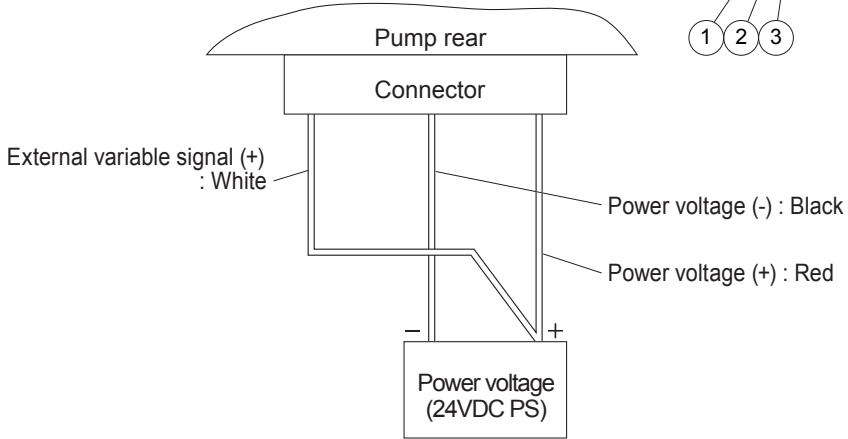 Pump rear
1 2 3
Connector
External variable signal (+)
: White
Power voltage (-) : Black
Power voltage (+) : Red
− +
Power voltage
(24VDC PS)